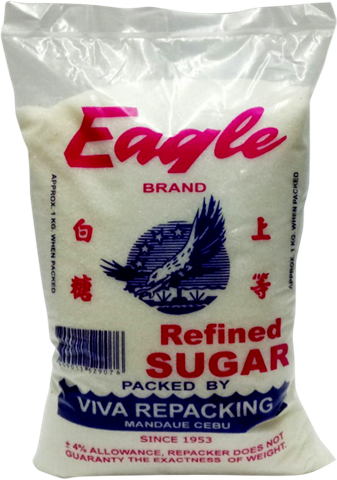 Eagle
BRAND
APPROX. 1 KG. WHEN PACKED
白糖
上等
APPROX. 1 KG. WHEN PACKED
Refined
SUGAR
PACKED BY
VIVA REPACKING
MANDAUE CEBU
SINCE 1953
± 4% ALLOWANCE, REPACKER DOES NOT
GUARANTY THE EXACTNESS OF WEIGHT.